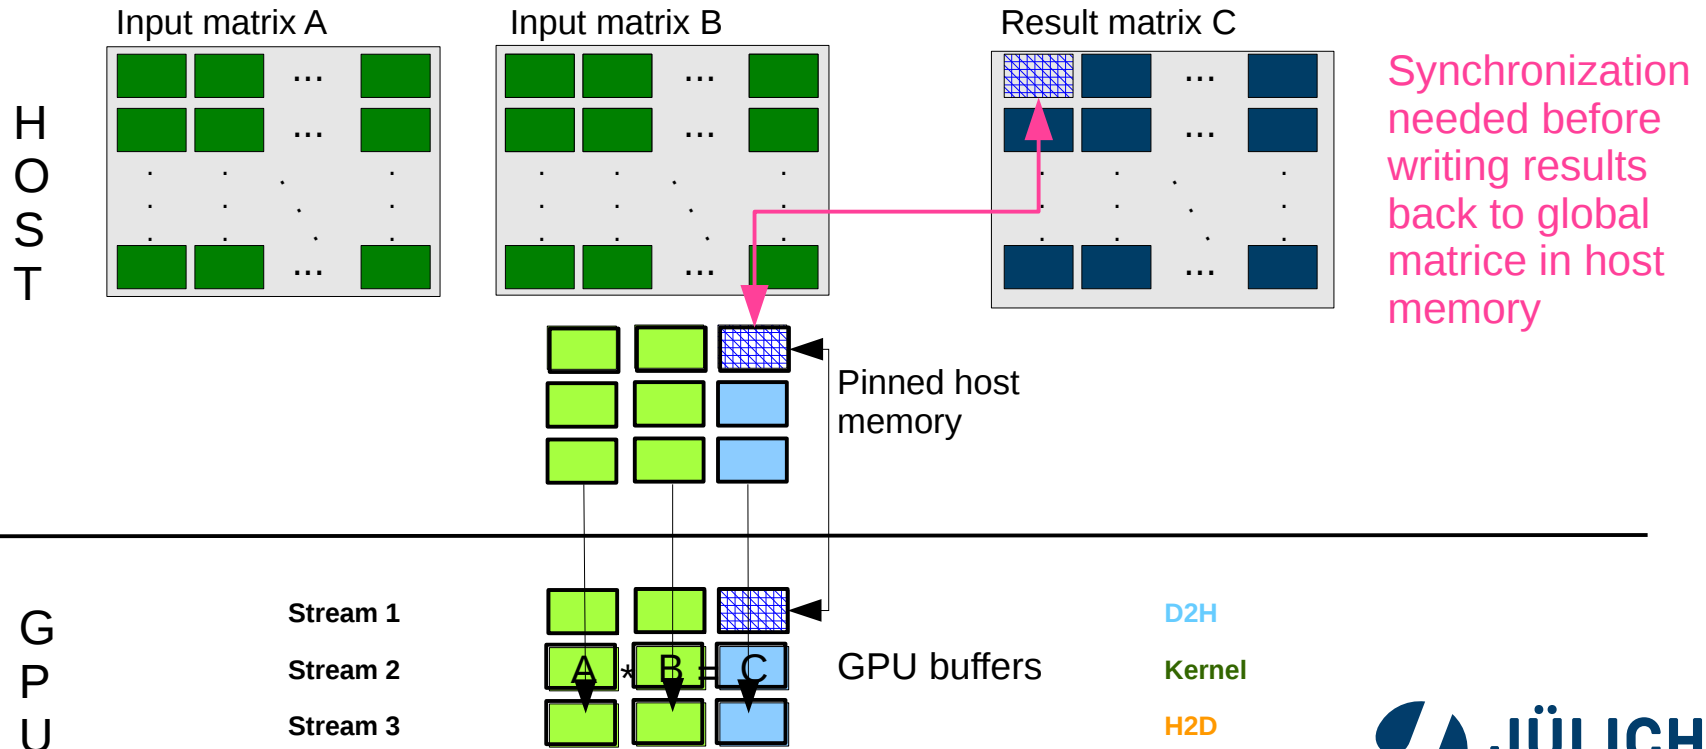 Input matrix A
Input matrix B
Result matrix C
...
...
...
...
...
...
...
...
...
Synchronization
needed before
writing results
back to global
matrice in host
memory
H
O
S
T
Pinned host
memory
G
P
U
Stream 1
D2H
Stream 2
A * B = C
GPU buffers
Kernel
Stream 3
H2D
JÜLICH